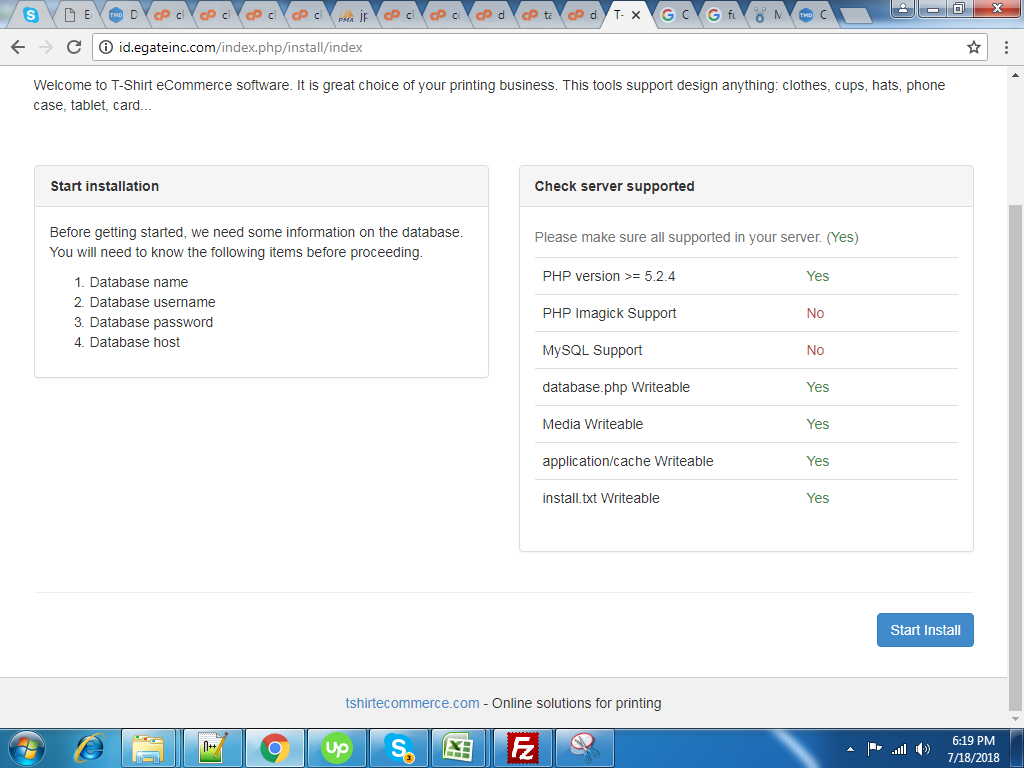 T-
id.egateinc.com/index.php/install/index
Welcome to T-Shirt eCommerce software. It is great choice of your printing business. This tools support design anything: clothes, cups, hats, phone
case, tablet, card...
Start installation
Before getting started, we need some information on the database.
You will need to know the following items before proceeding.
1. Database name
2. Database username
3. Database password
4. Database host
Check server supported
Please make sure all supported in your server. (Yes)
PHP version >= 5.2.4 Yes
PHP Imagick Support No
MySQL Support No
database.php Writeable Yes
Media Writeable Yes
application/cache Writeable Yes
install.txt Writeable Yes
Start Install
tshirtecommerce.com - Online solutions for printing
6:19 PM
7/18/2018